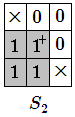 × 0 0
1 1⁺ 0
1 1 ×
S₂